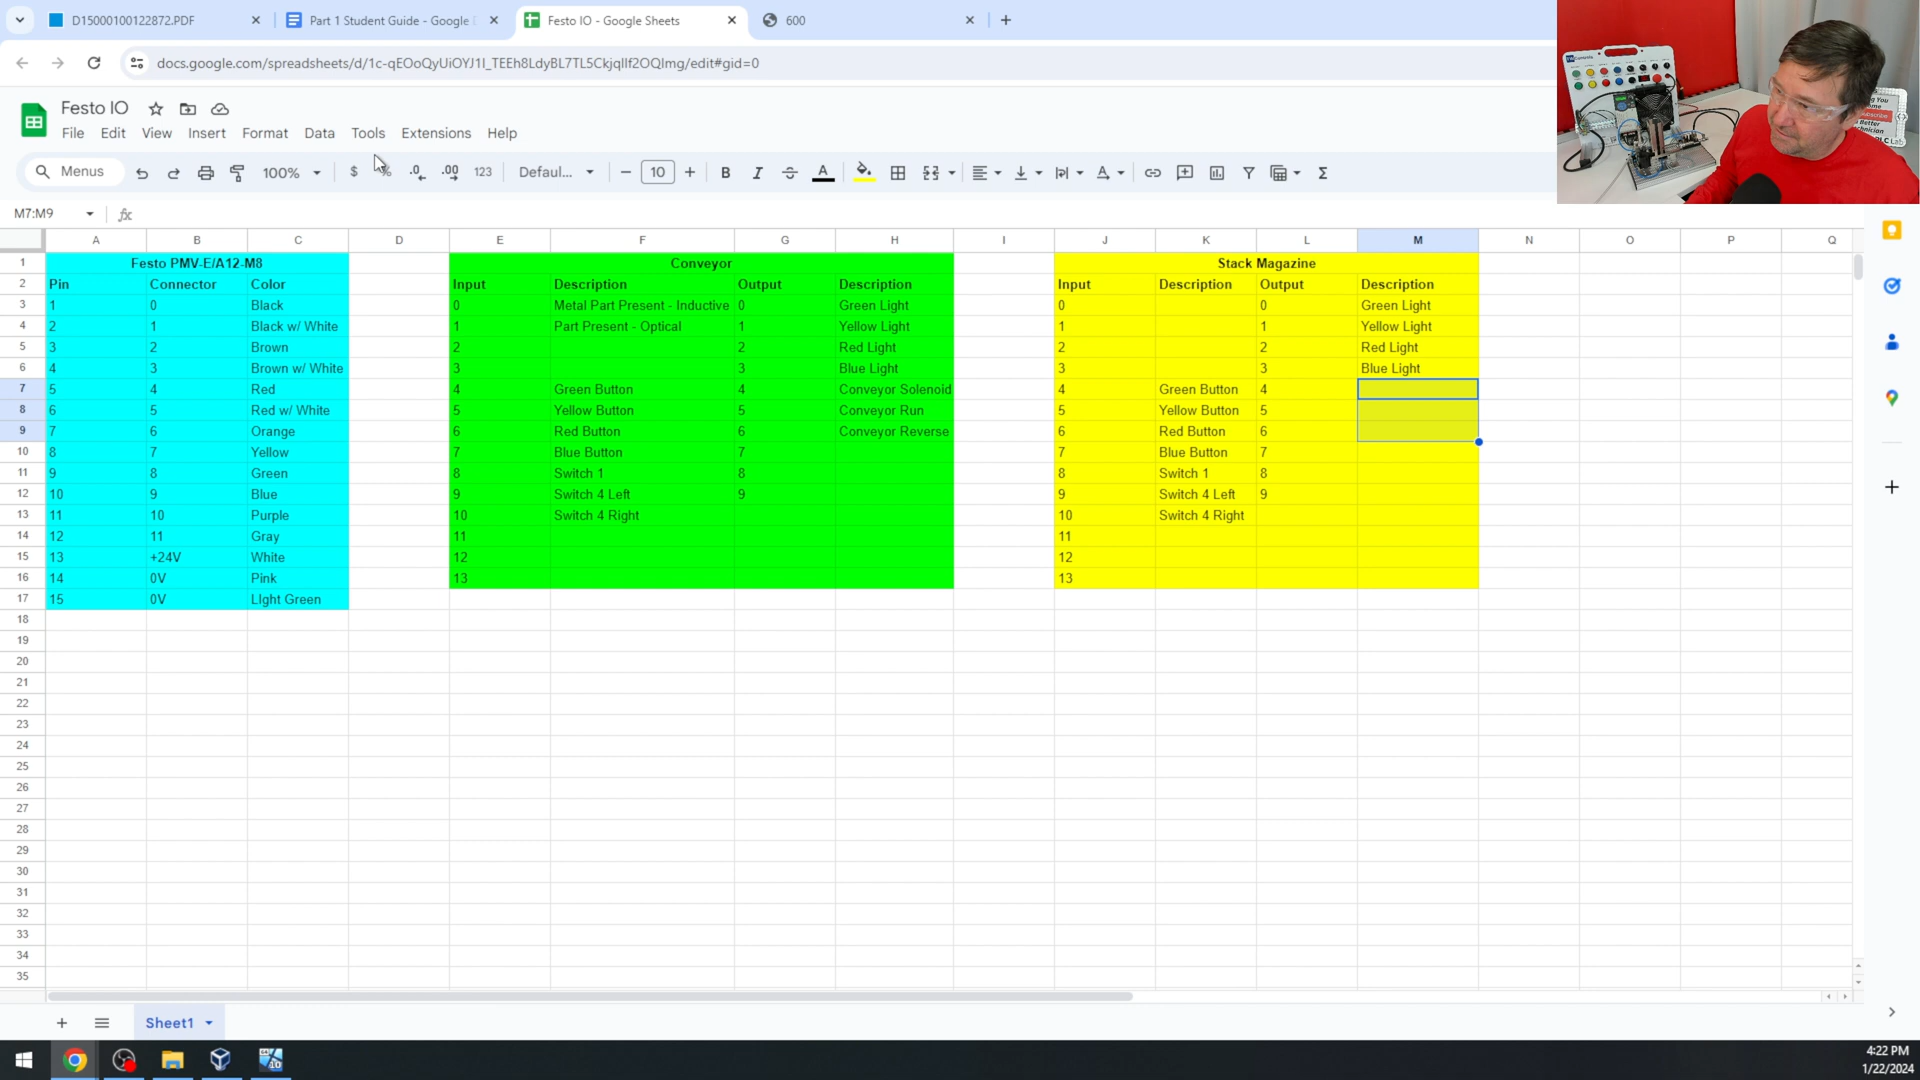 D15000100122872.PDF
Part 1 Student Guide - Google
Festo IO - Google Sheets
600
docs.google.com/spreadsheets/d/1c-qEOoQyUiOYJ1I_TEEh8LdyBL7TL5CkjqIlf2OQImg/edit#gid=0
Festo IO
File Edit View Insert Format Data Tools Extensions Help
Menus 100% $ % .0 .00 123 Defaul... 10 B I A Σ
M7:M9 fx
A B C D E F G H I J K L M N O P Q
1 Festo PMV-E/A12-M8 Conveyor Stack Magazine
2 Pin Connector Color Input Description Output Description Input Description Output Description
3 1 0 Black 0 Metal Part Present - Inductive 0 Green Light 0 0 Green Light
4 2 1 Black w/ White 1 Part Present - Optical 1 Yellow Light 1 1 Yellow Light
5 3 2 Brown 2 2 Red Light 2 2 Red Light
6 4 3 Brown w/ White 3 3 Blue Light 3 3 Blue Light
7 5 4 Red 4 Green Button 4 Conveyor Solenoid 4 Green Button 4
8 6 5 Red w/ White 5 Yellow Button 5 Conveyor Run 5 Yellow Button 5
9 7 6 Orange 6 Red Button 6 Conveyor Reverse 6 Red Button 6
10 8 7 Yellow 7 Blue Button 7 7 Blue Button 7
11 9 8 Green 8 Switch 1 8 8 Switch 1 8
12 10 9 Blue 9 Switch 4 Left 9 9 Switch 4 Left 9
13 11 10 Purple 10 Switch 4 Right 10 Switch 4 Right
14 12 11 Gray 11 11
15 13 +24V White 12 12
16 14 0V Pink 13 13
17 15 0V LIght Green
18
19
20
21
22
23
24
25
26
27
28
29
30
31
32
33
34
35
Sheet1
4:22 PM
1/22/2024